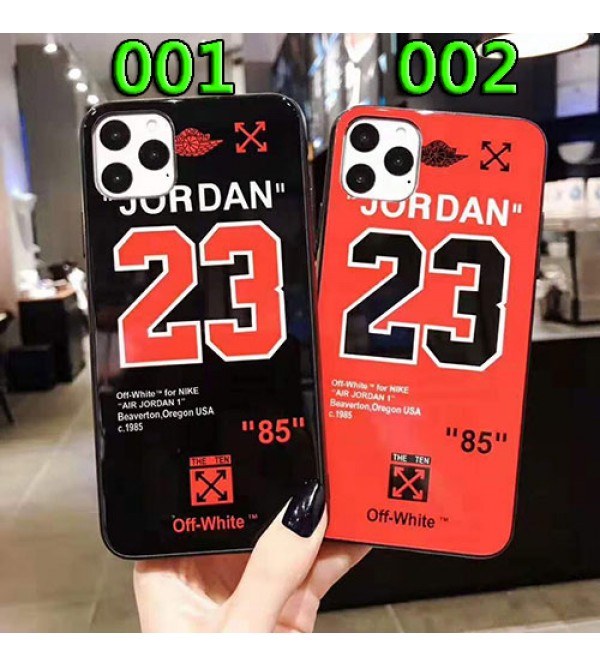 001
002
"JORDAN"
23
Off-White™ for NIKE
"AIR JORDAN 1"
Beaverton,Oregon USA
c.1985
"85"
THE TEN
Off-White™
"JORDAN"
23
Off-White™ for NIKE
"AIR JORDAN 1"
Beaverton,Oregon USA
c.1985
"85"
THE TEN
Off-White™